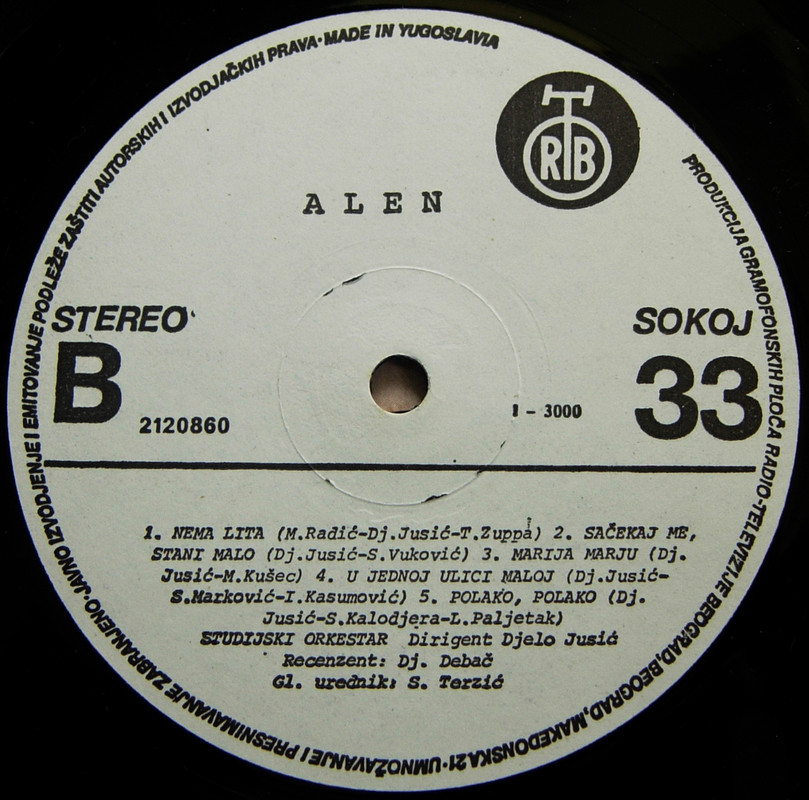 PRODUKCIJA GRAMOFONSKIH PLOČA RADIO-TELEVIZIJE BEOGRAD, BEOGRAD, MAKEDONSKA 21·UMNOŽAVANJE I PRESNIMAVANJE ZABRANJENO·JAVNO IZVODJENJE I EMITOVANJE PODLEŽE ZAŠTITI AUTORSKIH I IZVODJAČKIH PRAVA·MADE IN YUGOSLAVIA
RTB
ALEN
STEREO
SOKOJ
B
33
2120860
I - 3000
1. NEMA LITA (M.Radić-Dj.Jusić-T.Zuppa) 2. SAČEKAJ ME,
STANI MALO (Dj.Jusić-S.Vuković) 3. MARIJA MARJU (Dj.
Jusić-M.Kušec) 4. U JEDNOJ ULICI MALOJ (Dj.Jusić-
S.Marković-I.Kasumović) 5. POLAKO, POLAKO (Dj.
Jusić-S.Kalodjera-L.Paljetak)
STUDIJSKI ORKESTAR Dirigent Djelo Jusić
Recenzent: Dj. Debač
Gl. urednik: S. Terzić